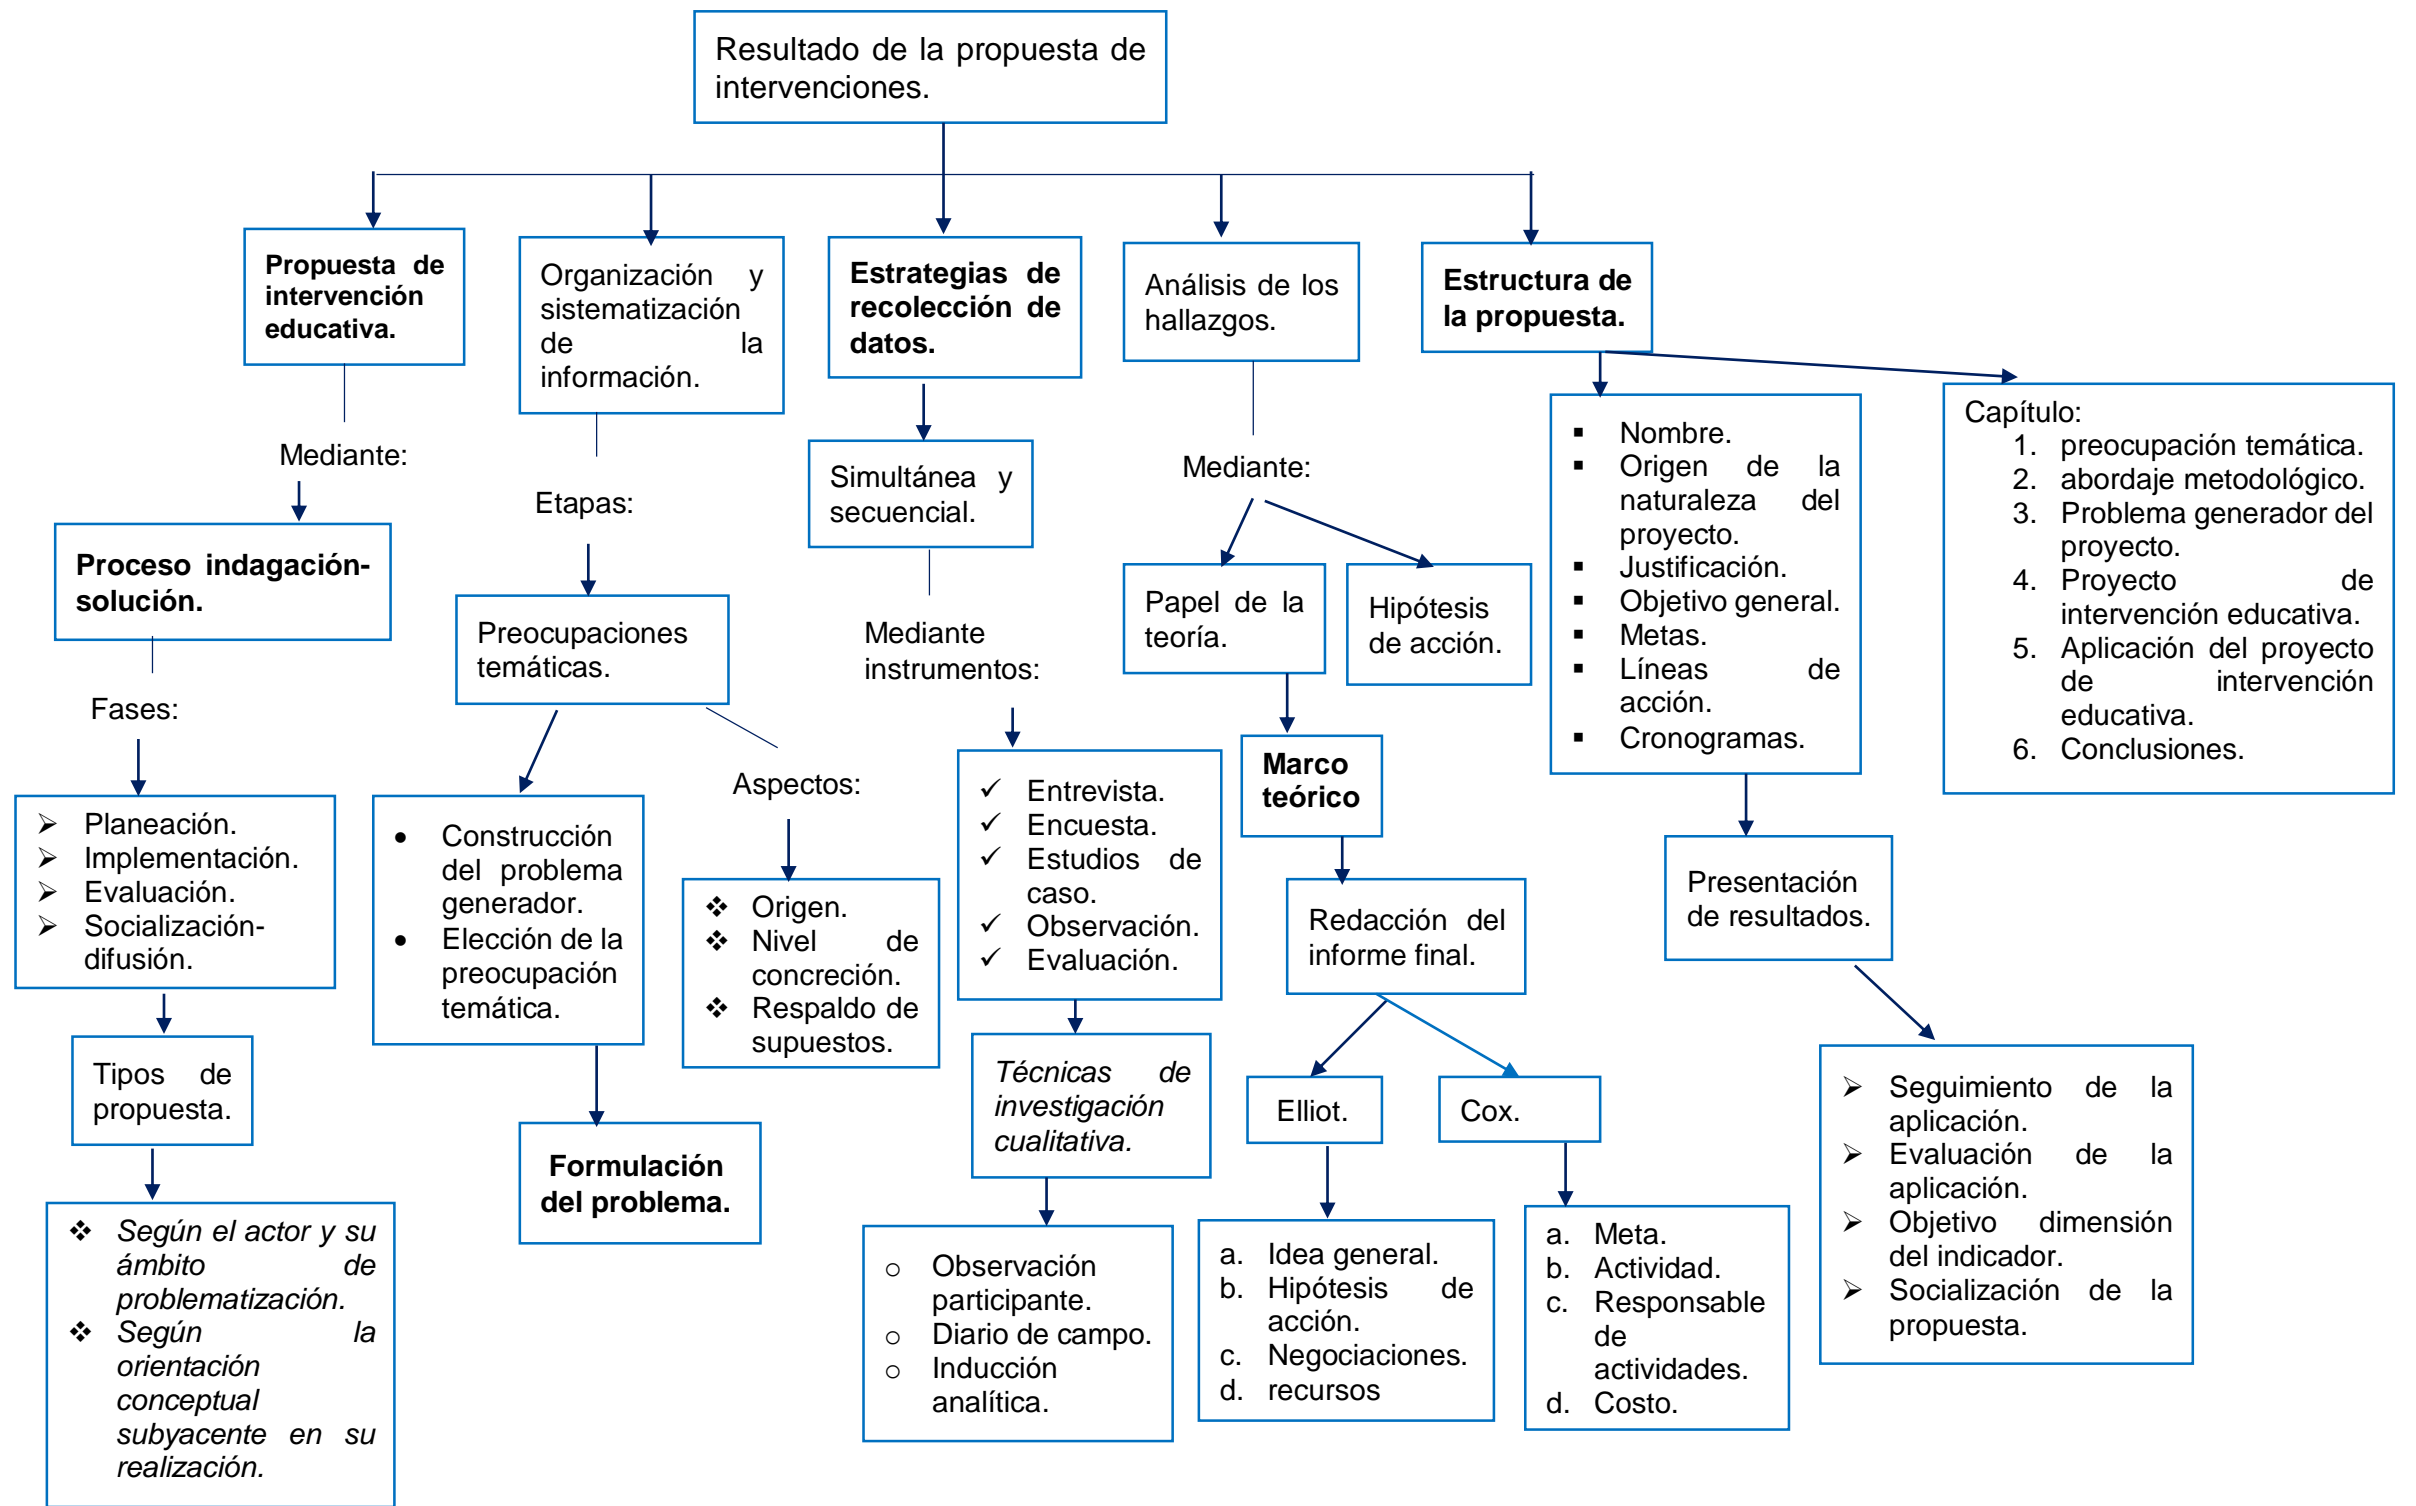 Resultado de la propuesta de
intervenciones.
Propuesta de
intervención
educativa.
Mediante:
Proceso indagación-
solución.
Fases:
➢ Planeación.
➢ Implementación.
➢ Evaluación.
➢ Socialización-
difusión.
Tipos de
propuesta.
❖ Según el actor y su
ámbito de
problematización.
❖ Según la
orientación
conceptual
subyacente en su
realización.
Organización y
sistematización
de la
información.
Etapas:
Preocupaciones
temáticas.
• Construcción
del problema
generador.
• Elección de la
preocupación
temática.
Formulación
del problema.
Aspectos:
❖ Origen.
❖ Nivel de
concreción.
❖ Respaldo de
supuestos.
Estrategias de
recolección de
datos.
Simultánea y
secuencial.
Mediante
instrumentos:
✓ Entrevista.
✓ Encuesta.
✓ Estudios de
caso.
✓ Observación.
✓ Evaluación.
Técnicas de
investigación
cualitativa.
o Observación
participante.
o Diario de campo.
o Inducción
analítica.
Análisis de los
hallazgos.
Mediante:
Papel de la
teoría.
Hipótesis
de acción.
Marco
teórico
Redacción del
informe final.
Elliot.
a. Idea general.
b. Hipótesis de
acción.
c. Negociaciones.
d. recursos
Cox.
a. Meta.
b. Actividad.
c. Responsable
de
actividades.
d. Costo.
Estructura de
la propuesta.
▪ Nombre.
▪ Origen de la
naturaleza del
proyecto.
▪ Justificación.
▪ Objetivo general.
▪ Metas.
▪ Líneas de
acción.
▪ Cronogramas.
Presentación
de resultados.
➢ Seguimiento de la
aplicación.
➢ Evaluación de la
aplicación.
➢ Objetivo dimensión
del indicador.
➢ Socialización de la
propuesta.
Capítulo:
1. preocupación temática.
2. abordaje metodológico.
3. Problema generador del
proyecto.
4. Proyecto de
intervención educativa.
5. Aplicación del proyecto
de intervención
educativa.
6. Conclusiones.